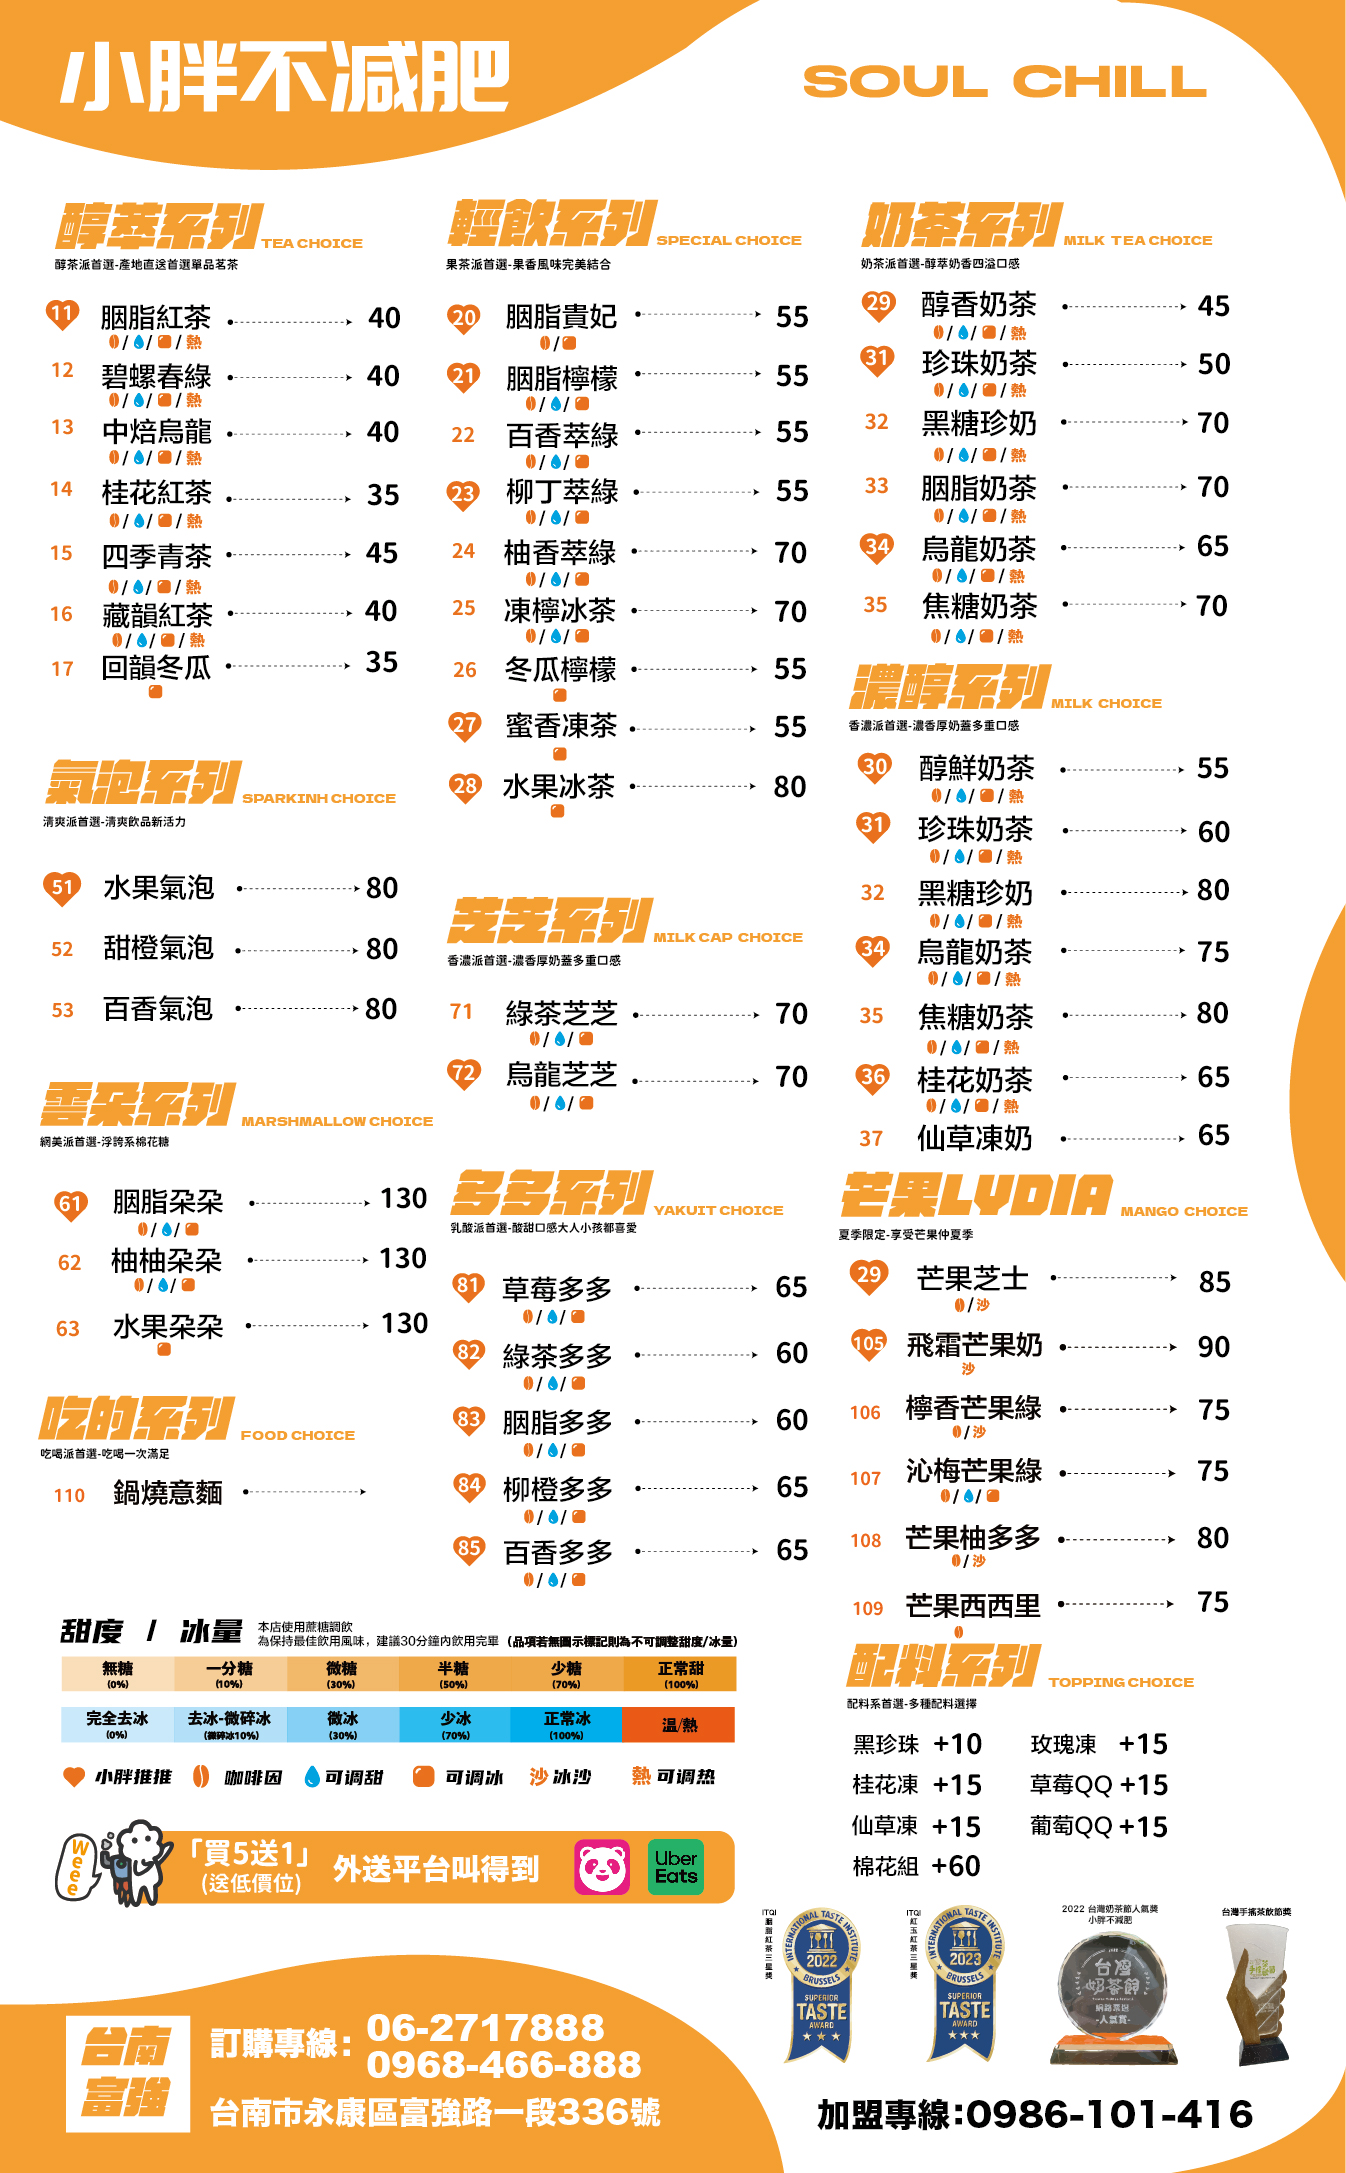 小胖不減肥
SOUL CHILL
醇萃系列 TEA CHOICE
醇茶派首選-產地直送首選單品茗茶
11 胭脂紅茶 40
/ / / 熱
12 碧螺春綠 40
/ / / 熱
13 中焙烏龍 40
/ / / 熱
14 桂花紅茶 35
/ / / 熱
15 四季青茶 45
/ / / 熱
16 藏韻紅茶 40
/ / / 熱
17 回韻冬瓜 35
氣泡系列 SPARKINH CHOICE
清爽派首選-清爽飲品新活力
51 水果氣泡 80
52 甜橙氣泡 80
53 百香氣泡 80
雲朵系列 MARSHMALLOW CHOICE
網美派首選-浮誇系棉花糖
61 胭脂朵朵 130
/ /
62 柚柚朵朵 130
/ /
63 水果朵朵 130
吃的系列 FOOD CHOICE
吃喝派首選-吃喝一次滿足
110 鍋燒意麵
輕飲系列 SPECIAL CHOICE
果茶派首選-果香風味完美結合
20 胭脂貴妃 55
/
21 胭脂檸檬 55
/ /
22 百香萃綠 55
/ /
23 柳丁萃綠 55
/ /
24 柚香萃綠 70
/ /
25 凍檸冰茶 70
/ /
26 冬瓜檸檬 55
27 蜜香凍茶 55
28 水果冰茶 80
芝芝系列 MILK CAP CHOICE
香濃派首選-濃香厚奶蓋多重口感
71 綠茶芝芝 70
/ /
72 烏龍芝芝 70
/ /
多多系列 YAKUIT CHOICE
乳酸派首選-酸甜口感大人小孩都喜愛
81 草莓多多 65
/ /
82 綠茶多多 60
/ /
83 胭脂多多 60
/ /
84 柳橙多多 65
/ /
85 百香多多 65
/ /
奶茶系列 MILK TEA CHOICE
奶茶派首選-醇萃奶香四溢口感
29 醇香奶茶 45
/ / / 熱
31 珍珠奶茶 50
/ / / 熱
32 黑糖珍奶 70
/ / / 熱
33 胭脂奶茶 70
/ / / 熱
34 烏龍奶茶 65
/ / / 熱
35 焦糖奶茶 70
/ / / 熱
濃醇系列 MILK CHOICE
香濃派首選-濃香厚奶蓋多重口感
30 醇鮮奶茶 55
/ / / 熱
31 珍珠奶茶 60
/ / / 熱
32 黑糖珍奶 80
/ / / 熱
34 烏龍奶茶 75
/ / / 熱
35 焦糖奶茶 80
/ / / 熱
36 桂花奶茶 65
/ / / 熱
37 仙草凍奶 65
芒果LYDIA MANGO CHOICE
夏季限定-享受芒果仲夏季
29 芒果芝士 85
/ 沙
105 飛霜芒果奶 90
沙
106 檸香芒果綠 75
/ 沙
107 沁梅芒果綠 75
/ /
108 芒果柚多多 80
/ 沙
109 芒果西西里 75
配料系列 TOPPING CHOICE
配料系首選-多種配料選擇
黑珍珠 +10 玫瑰凍 +15
桂花凍 +15 草莓QQ +15
仙草凍 +15 葡萄QQ +15
棉花組 +60
甜度 / 冰量
本店使用蔗糖調飲
為保持最佳飲用風味，建議30分鐘內飲用完畢（品項若無圖示標記則為不可調整甜度/冰量）
無糖 一分糖 微糖 半糖 少糖 正常甜
(0%) (10%) (30%) (50%) (70%) (100%)
完全去冰 去冰-微碎冰 微冰 少冰 正常冰 溫/熱
(0%) (微碎冰10%) (30%) (70%) (100%)
小胖推推 咖啡因 可调甜 可调冰 沙 冰沙 熱 可调热
Weee
「買5送1」
(送低價位)
外送平台叫得到
Uber
Eats
ITQI胭脂紅茶三星獎
INTERNATIONAL TASTE INSTITUTE
2022
BRUSSELS
SUPERIOR
TASTE
AWARD
ITQI紅玉紅茶三星獎
INTERNATIONAL TASTE INSTITUTE
2023
BRUSSELS
SUPERIOR
TASTE
AWARD
2022 台灣奶茶節人氣獎
小胖不減肥
台灣
奶茶節
網路票選
-人氣賞-
台灣手搖茶飲節獎
台南
富強
訂購專線：06-2717888
0968-466-888
台南市永康區富強路一段336號
加盟專線：0986-101-416